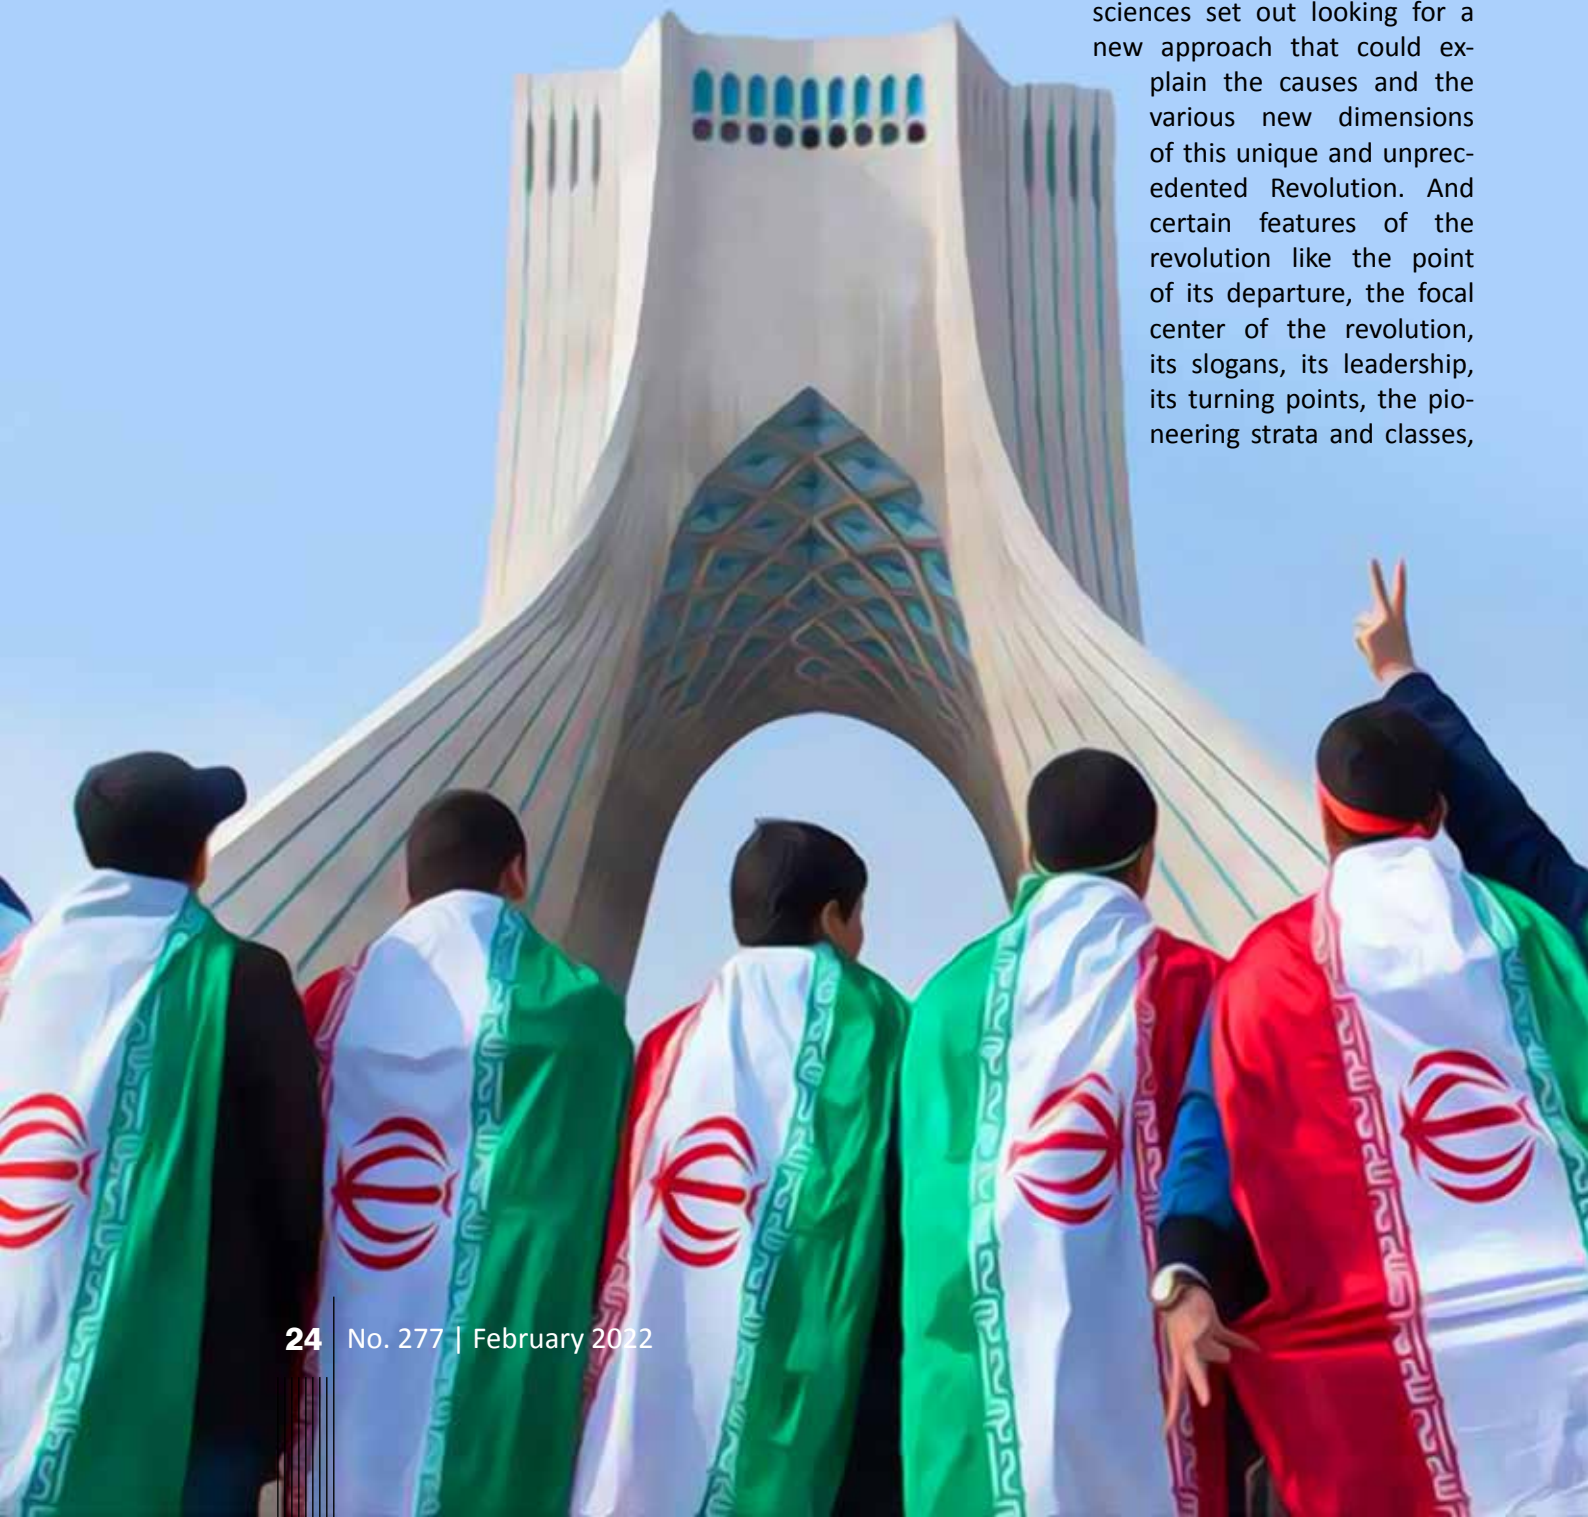 sciences set out looking for a
new approach that could ex-
plain the causes and the
various new dimensions
of this unique and unprec-
edented Revolution. And
certain features of the
revolution like the point
of its departure, the focal
center of the revolution,
its slogans, its leadership,
its turning points, the pio-
neering strata and classes,
24 No. 277 | February 2022